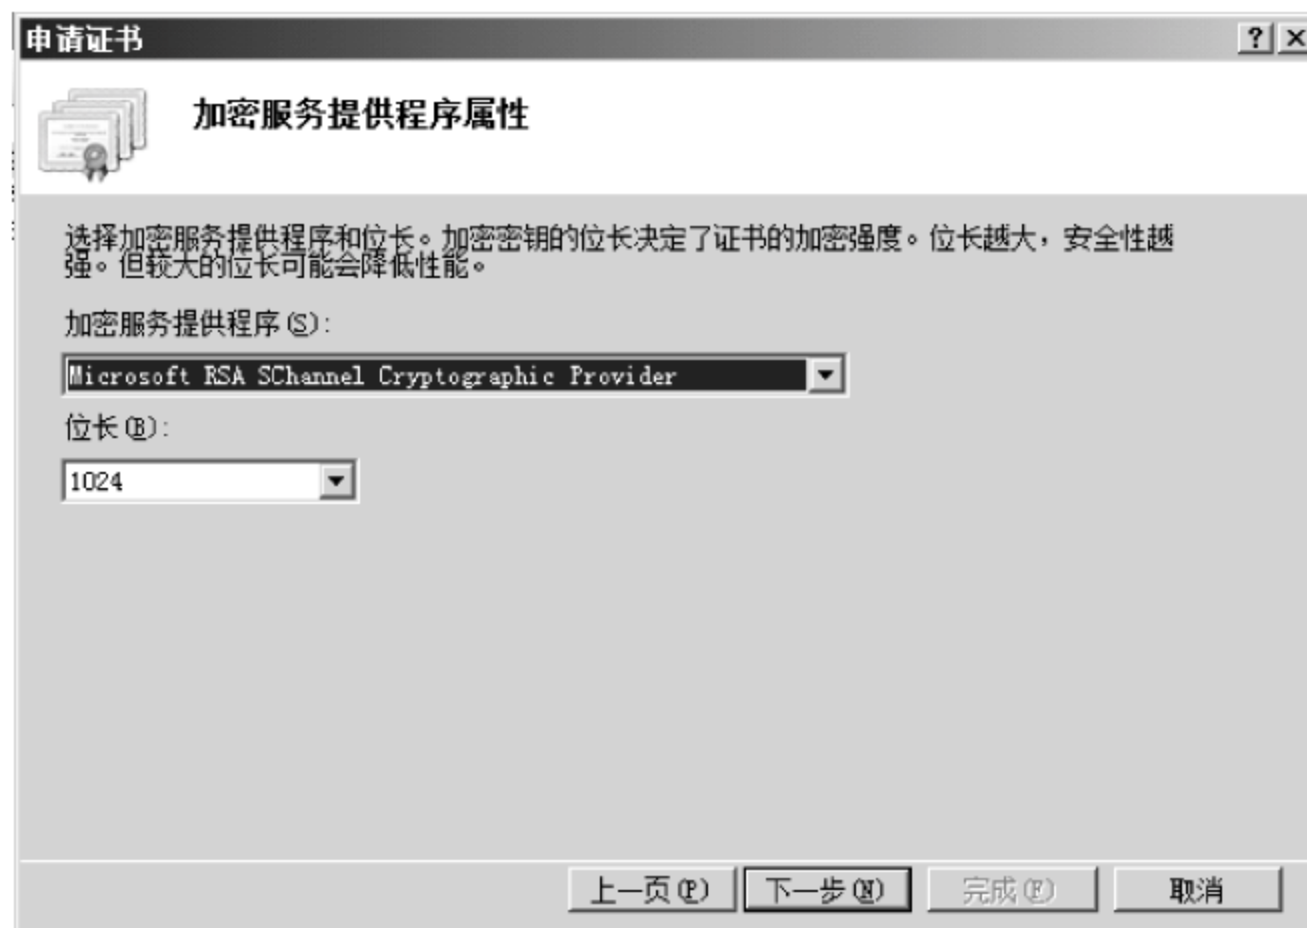 申请证书
加密服务提供程序属性
选择加密服务提供程序和位长。加密密钥的位长决定了证书的加密强度。位长越大，安全性越
强。但较大的位长可能会降低性能。
加密服务提供程序(S):
Microsoft RSA SChannel Cryptographic Provider
位长(B):
1024
上一页(P) 下一步(N) 完成(F) 取消